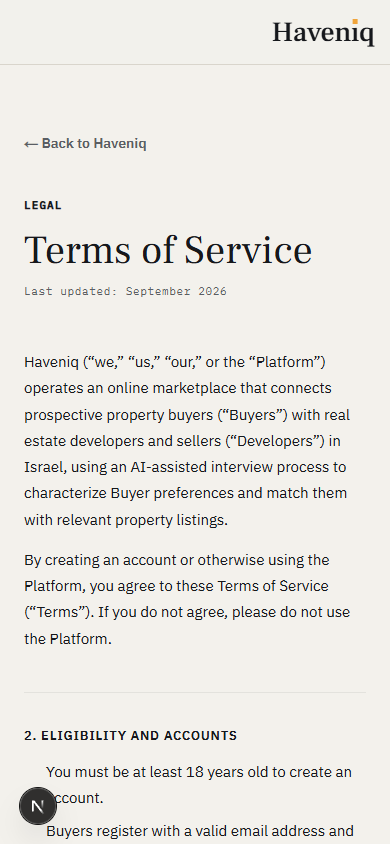 Haveniq
← Back to Haveniq
LEGAL
Terms of Service
Last updated: September 2026
Haveniq (“we,” “us,” “our,” or the “Platform”)
operates an online marketplace that connects
prospective property buyers (“Buyers”) with real
estate developers and sellers (“Developers”) in
Israel, using an AI-assisted interview process to
characterize Buyer preferences and match them
with relevant property listings.
By creating an account or otherwise using the
Platform, you agree to these Terms of Service
(“Terms”). If you do not agree, please do not use
the Platform.
2. ELIGIBILITY AND ACCOUNTS
You must be at least 18 years old to create an
account.
Buyers register with a valid email address and
N